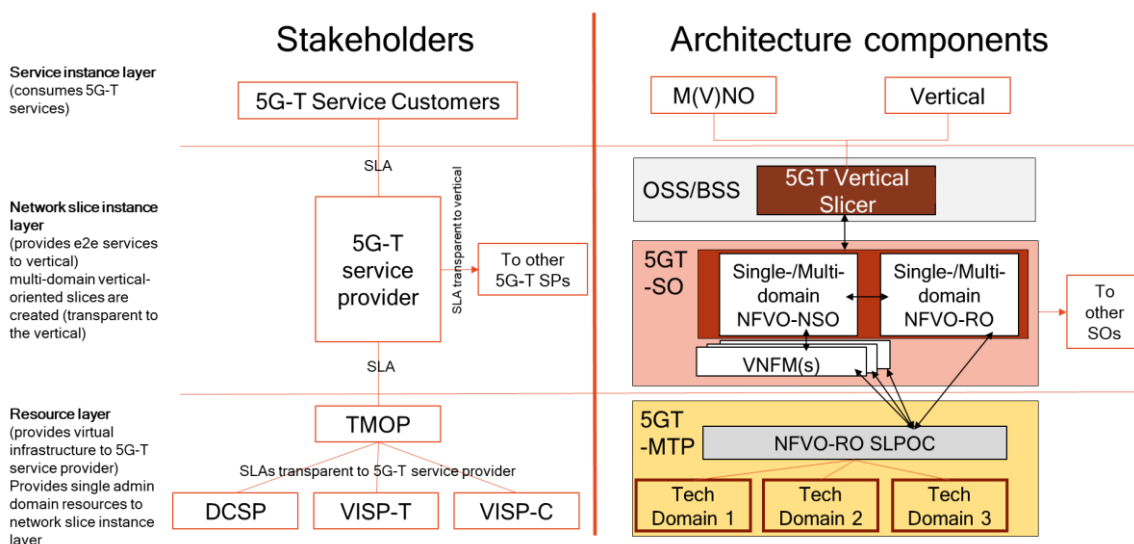 Stakeholders
Architecture components
Service instance layer
(consumes 5G-T
services)
5G-T Service Customers
M(V)NO
Vertical
SLA
OSS/BSS
5GT Vertical
Slicer
Network slice instance
layer
(provides e2e services
to vertical)
multi-domain vertical-
oriented slices are
created (transparent to
the vertical)
5G-T
service
provider
SLA transparent to vertical
To other
5G-T SPs
5GT
-SO
Single-/Multi-
domain
NFVO-NSO
Single-/Multi-
domain
NFVO-RO
To
other
SOs
VNFM(s)
SLA
Resource layer
(provides virtual
infrastructure to 5G-T
service provider)
Provides single admin
domain resources to
network slice instance
layer
TMOP
SLAs transparent to 5G-T service provider
DCSP
VISP-T
VISP-C
5GT
-MTP
NFVO-RO SLPOC
Tech
Domain 1
Tech
Domain 2
Tech
Domain 3